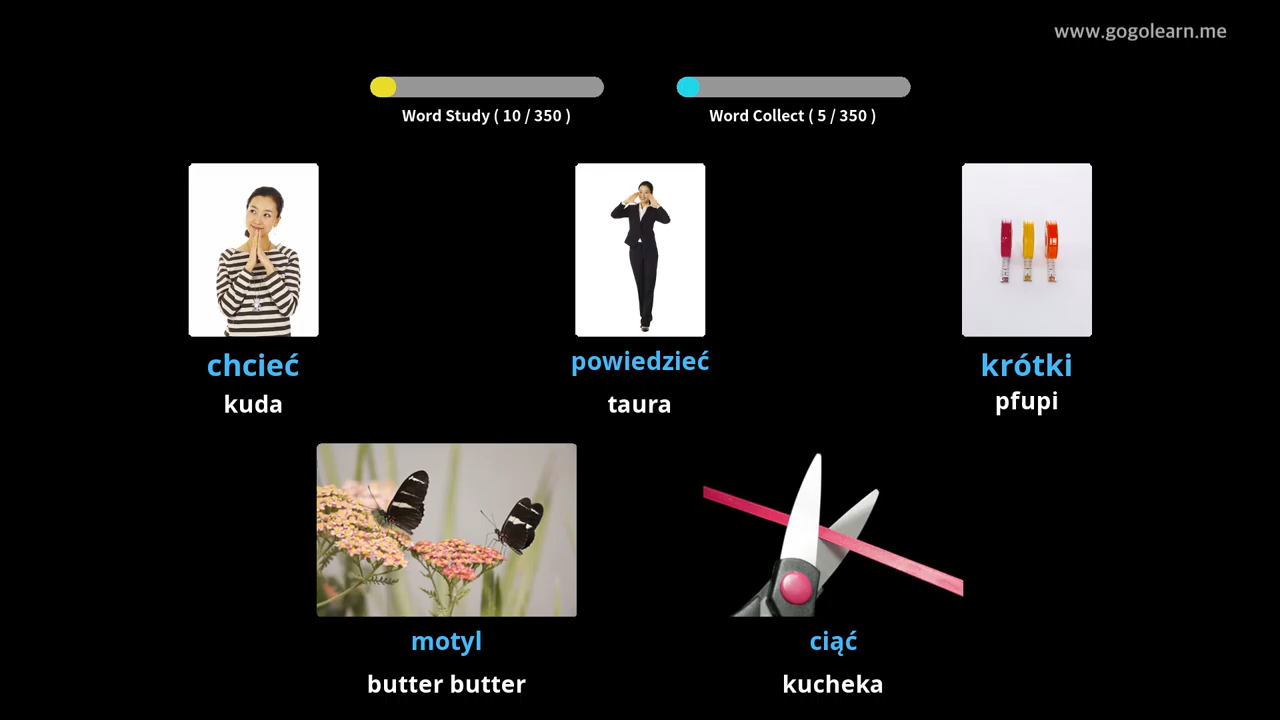 www.gogolearn.me
Word Study ( 10 / 350 )
Word Collect ( 5 / 350 )
chcieć
powiedzieć
krótki
kuda
taura
pfupi
motyl
ciąć
butter butter
kucheka